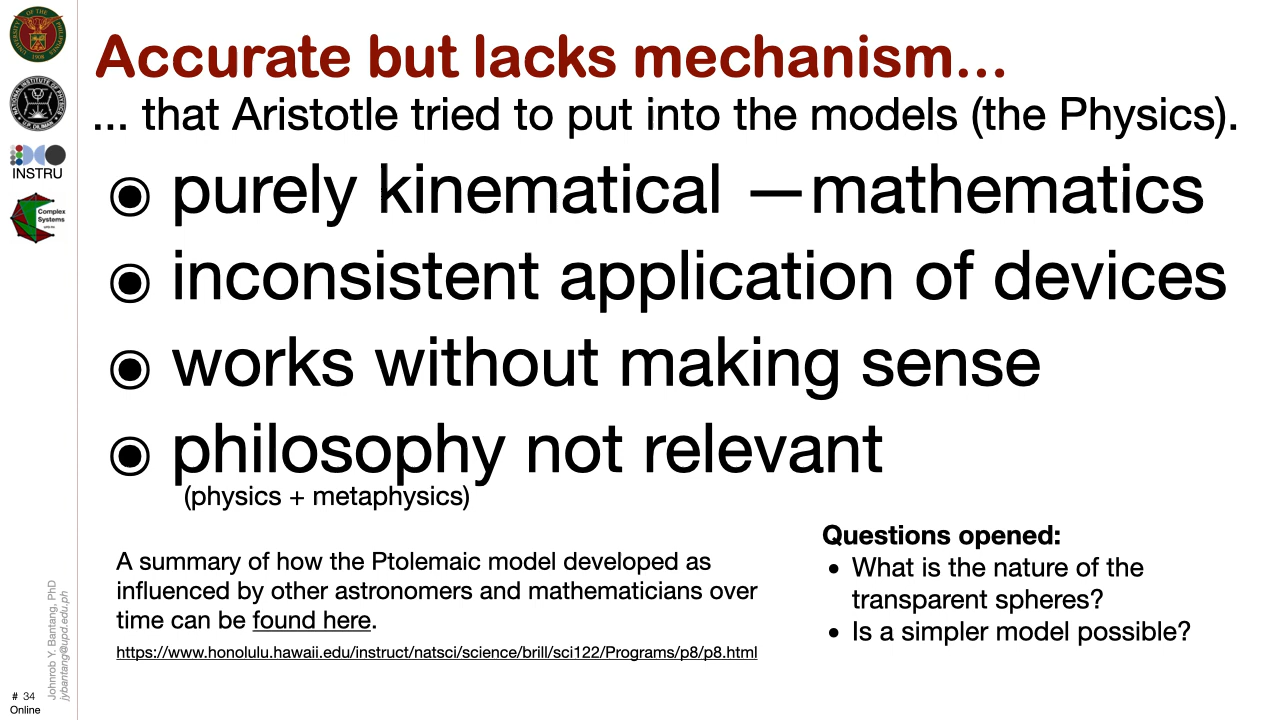 Accurate but lacks mechanism...
... that Aristotle tried to put into the models (the Physics).
◉ purely kinematical — mathematics
◉ inconsistent application of devices
◉ works without making sense
◉ philosophy not relevant
(physics + metaphysics)
A summary of how the Ptolemaic model developed as
influenced by other astronomers and mathematicians over
time can be found here.
https://www.honolulu.hawaii.edu/instruct/natsci/science/brill/sci122/Programs/p8/p8.html
Questions opened:
• What is the nature of the
transparent spheres?
• Is a simpler model possible?
INSTRU
Complex
Systems
Johnrob Y. Bantang, PhD
jybantang@upd.edu.ph
# 34
Online